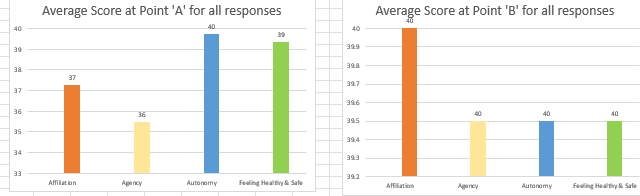 Average Score at Point 'A' for all responses
40
39
38
37
36
35
34
33
37
36
40
39
Affiliation
Agency
Autonomy
Feeling Healthy & Safe
Average Score at Point 'B' for all responses
40
39.9
39.8
39.7
39.6
39.5
39.4
39.3
39.2
40
40
40
40
Affiliation
Agency
Autonomy
Feeling Healthy & Safe